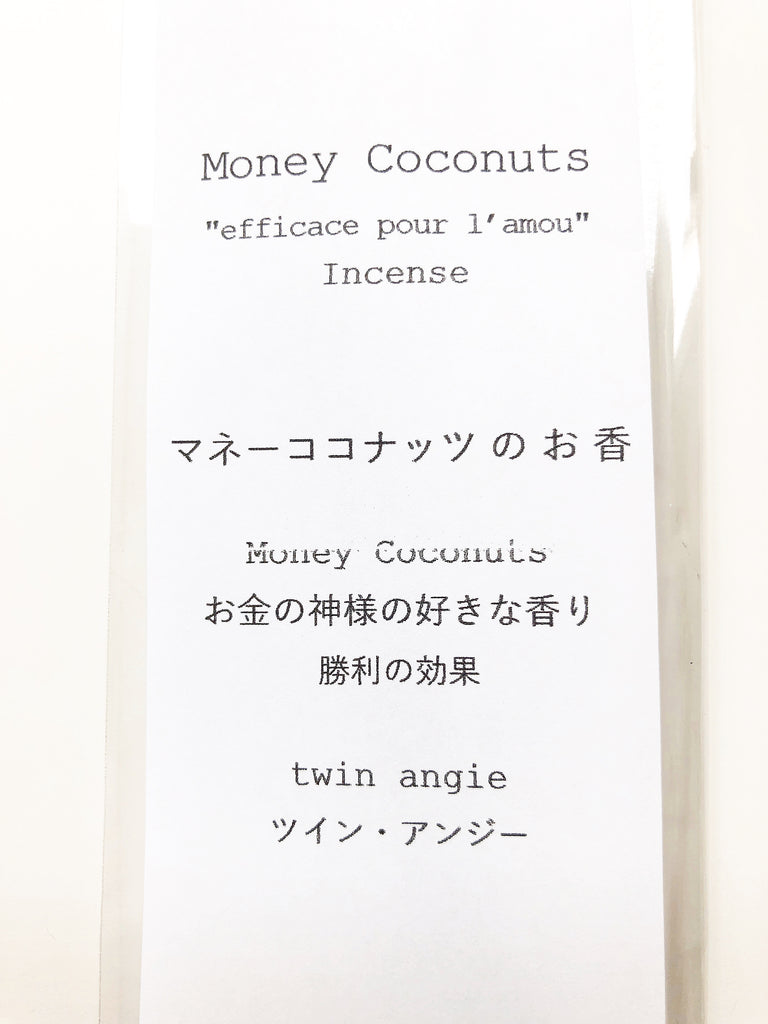 Money Coconuts
"efficace pour l'amou"
Incense
マネーココナッツ の お 香
Money Coconuts
お金の神様の好きな香り
勝利の効果
twin angie
ツイン・アンジー